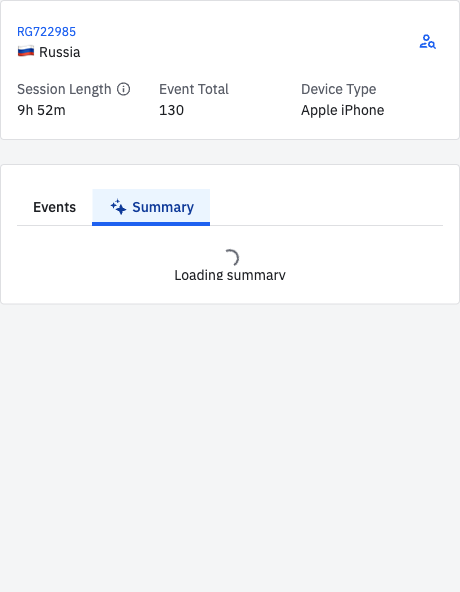 RG722985
Russia
Session Length Event Total Device Type
9h 52m 130 Apple iPhone
Events Summary
Loading summary